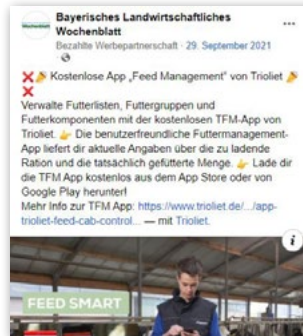 Bayerisches Landwirtschaftliches
Wochenblatt
Bezahlte Werbepartnerschaft · 29. September 2021 ·
❌🎉 Kostenlose App „Feed Management" von Trioliet 🎉
❌
Verwalte Futterlisten, Futtergruppen und
Futterkomponenten mit der kostenlosen TFM-App von
Trioliet. 👉 Die benutzerfreundliche Futtermanagement-
App liefert dir aktuelle Angaben über die zu ladende
Ration und die tatsächlich gefütterte Menge. 👉 Lade dir
die TFM App kostenlos aus dem App Store oder von
Google Play herunter!
Mehr Info zur TFM App: https://www.trioliet.de/.../app-
trioliet-feed-cab-control... — mit Trioliet.
FEED SMART